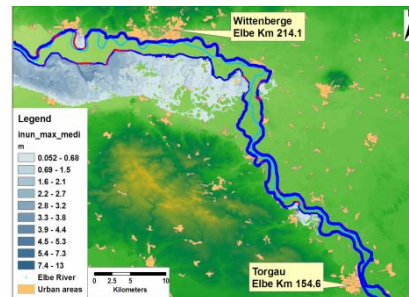 Wittenberge
Elbe Km 214.1
Legend
inun_max_medi
m
0.052 - 0.68
0.69 - 1.5
1.6 - 2.1
2.2 - 2.7
2.8 - 3.2
3.3 - 3.8
3.9 - 4.4
4.5 - 5.3
5.4 - 7.3
7.4 - 13
Elbe River
Urban areas
10 5 0 10
Kilometers
Torgau
Elbe Km 154.6